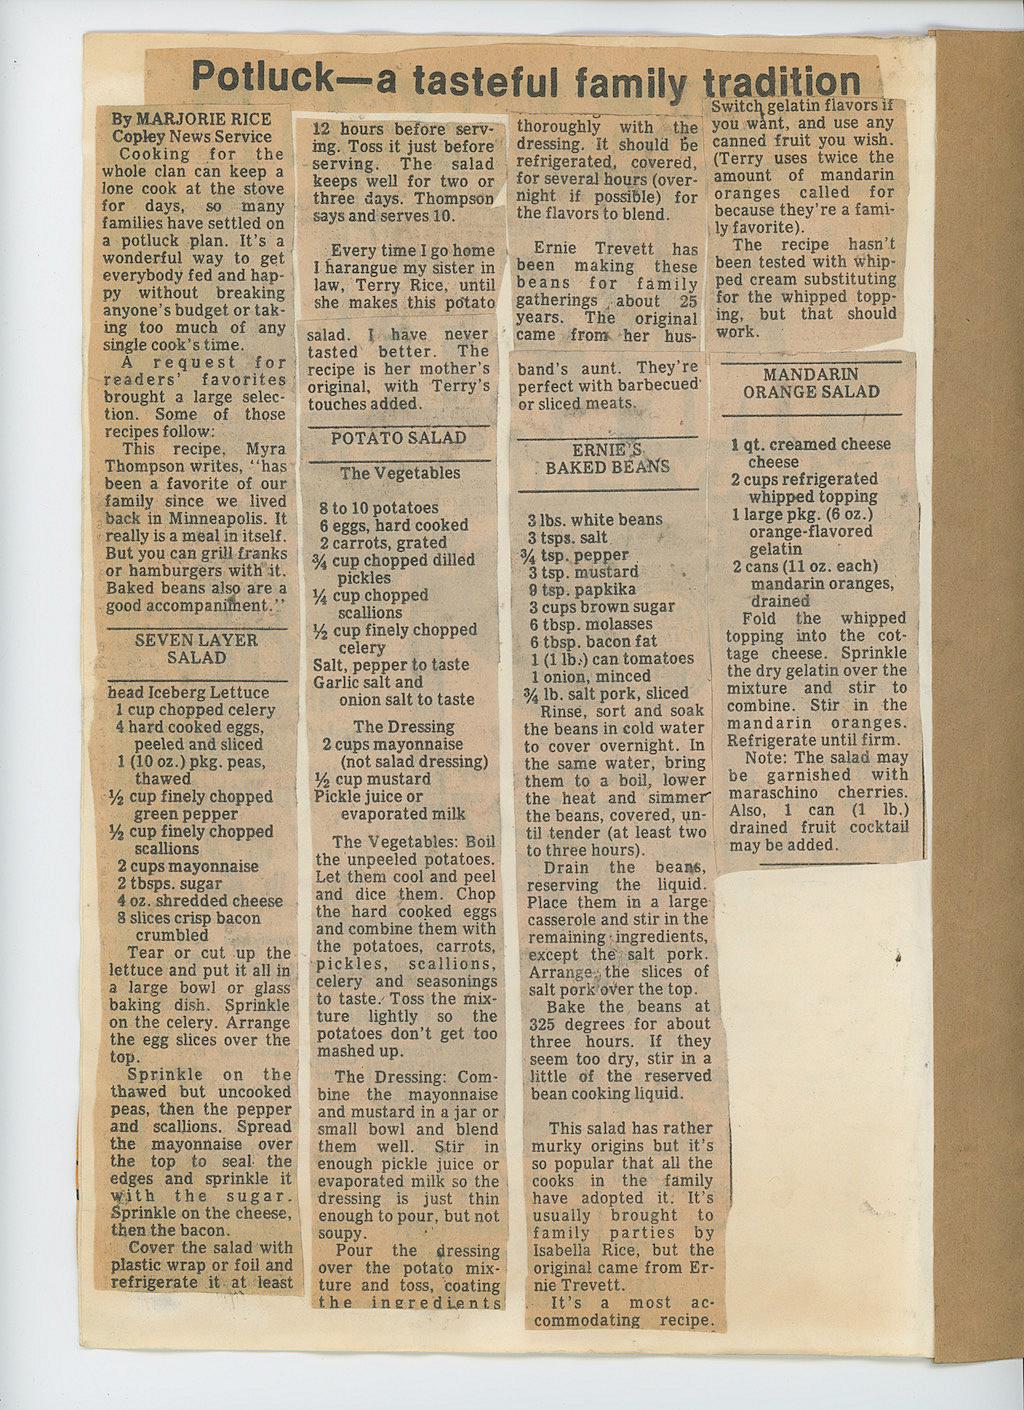 Potluck—a tasteful family tradition
By MARJORIE RICE
Copley News Service
Cooking for the
whole clan can keep a
lone cook at the stove
for days, so many
families have settled on
a potluck plan. It's a
wonderful way to get
everybody fed and hap-
py without breaking
anyone's budget or tak-
ing too much of any
single cook's time.
A request for
readers' favorites
brought a large selec-
tion. Some of those
recipes follow:
This recipe, Myra
Thompson writes, "has
been a favorite of our
family since we lived
back in Minneapolis. It
really is a meal in itself.
But you can grill franks
or hamburgers with it.
Baked beans also are a
good accompaniment."
SEVEN LAYER
SALAD
head Iceberg Lettuce
1 cup chopped celery
4 hard cooked eggs,
peeled and sliced
1 (10 oz.) pkg. peas,
thawed
½ cup finely chopped
green pepper
½ cup finely chopped
scallions
2 cups mayonnaise
2 tbsps. sugar
4 oz. shredded cheese
8 slices crisp bacon
crumbled
Tear or cut up the
lettuce and put it all in
a large bowl or glass
baking dish. Sprinkle
on the celery. Arrange
the egg slices over the
top.
Sprinkle on the
thawed but uncooked
peas, then the pepper
and scallions. Spread
the mayonnaise over
the top to seal the
edges and sprinkle it
with the sugar.
Sprinkle on the cheese,
then the bacon.
Cover the salad with
plastic wrap or foil and
refrigerate it at least
12 hours before serv-
ing. Toss it just before
serving. The salad
keeps well for two or
three days. Thompson
says and serves 10.
Every time I go home
I harangue my sister in
law, Terry Rice, until
she makes this potato
salad. I have never
tasted better. The
recipe is her mother's
original, with Terry's
touches added.
POTATO SALAD
The Vegetables
8 to 10 potatoes
6 eggs, hard cooked
2 carrots, grated
¾ cup chopped dilled
pickles
¼ cup chopped
scallions
½ cup finely chopped
celery
Salt, pepper to taste
Garlic salt and
onion salt to taste
The Dressing
2 cups mayonnaise
(not salad dressing)
½ cup mustard
Pickle juice or
evaporated milk
The Vegetables: Boil
the unpeeled potatoes.
Let them cool and peel
and dice them. Chop
the hard cooked eggs
and combine them with
the potatoes, carrots,
pickles, scallions,
celery and seasonings
to taste. Toss the mix-
ture lightly so the
potatoes don't get too
mashed up.
The Dressing: Com-
bine the mayonnaise
and mustard in a jar or
small bowl and blend
them well. Stir in
enough pickle juice or
evaporated milk so the
dressing is just thin
enough to pour, but not
soupy.
Pour the dressing
over the potato mix-
ture and toss, coating
the ingredients
thoroughly with the
dressing. It should be
refrigerated, covered,
for several hours (over-
night if possible) for
the flavors to blend.
Ernie Trevett has
been making these
beans for family
gatherings about 25
years. The original
came from her hus-
band's aunt. They're
perfect with barbecued
or sliced meats.
ERNIE'S
BAKED BEANS
3 lbs. white beans
3 tsps. salt
¾ tsp. pepper
3 tsp. mustard
9 tsp. papkika
3 cups brown sugar
6 tbsp. molasses
6 tbsp. bacon fat
1 (1 lb.) can tomatoes
1 onion, minced
¾ lb. salt pork, sliced
Rinse, sort and soak
the beans in cold water
to cover overnight. In
the same water, bring
them to a boil, lower
the heat and simmer
the beans, covered, un-
til tender (at least two
to three hours).
Drain the beans,
reserving the liquid.
Place them in a large
casserole and stir in the
remaining ingredients,
except the salt pork.
Arrange the slices of
salt pork over the top.
Bake the beans at
325 degrees for about
three hours. If they
seem too dry, stir in a
little of the reserved
bean cooking liquid.
This salad has rather
murky origins but it's
so popular that all the
cooks in the family
have adopted it. It's
usually brought to
family parties by
Isabella Rice, but the
original came from Er-
nie Trevett.
It's a most ac-
commodating recipe.
Switch gelatin flavors if
you want, and use any
canned fruit you wish.
(Terry uses twice the
amount of mandarin
oranges called for
because they're a fami-
ly favorite).
The recipe hasn't
been tested with whip-
ped cream substituting
for the whipped topp-
ing, but that should
work.
MANDARIN
ORANGE SALAD
1 qt. creamed cheese
cheese
2 cups refrigerated
whipped topping
1 large pkg. (6 oz.)
orange-flavored
gelatin
2 cans (11 oz. each)
mandarin oranges,
drained
Fold the whipped
topping into the cot-
tage cheese. Sprinkle
the dry gelatin over the
mixture and stir to
combine. Stir in the
mandarin oranges.
Refrigerate until firm.
Note: The salad may
be garnished with
maraschino cherries.
Also, 1 can (1 lb.)
drained fruit cocktail
may be added.